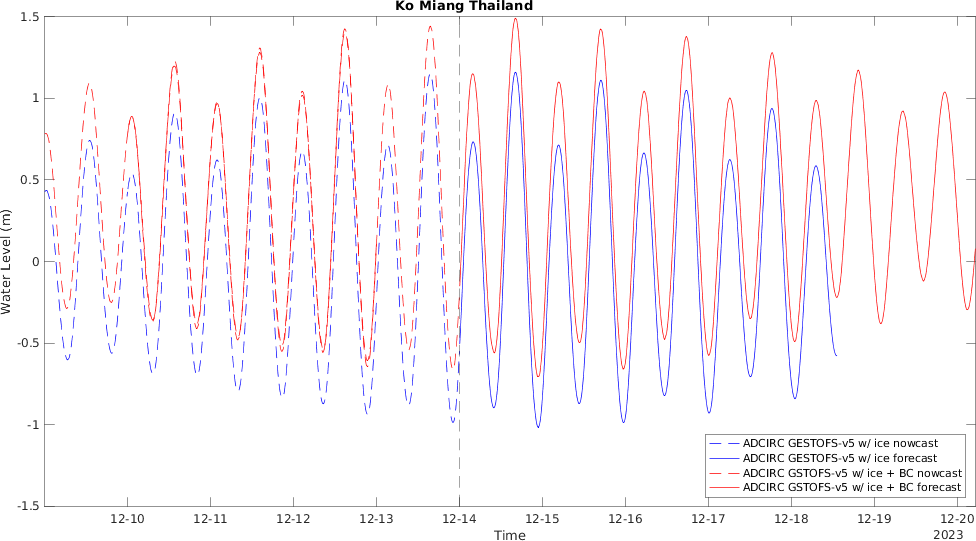 Ko Miang Thailand
1.5
1
0.5
0
-0.5
-1
-1.5
Water Level (m)
12-10
12-11
12-12
12-13
12-14
12-15
12-16
12-17
12-18
12-19
12-20
Time
2023
ADCIRC GESTOFS-v5 w/ ice nowcast
ADCIRC GESTOFS-v5 w/ ice forecast
ADCIRC GSTOFS-v5 w/ ice + BC nowcast
ADCIRC GSTOFS-v5 w/ ice + BC forecast